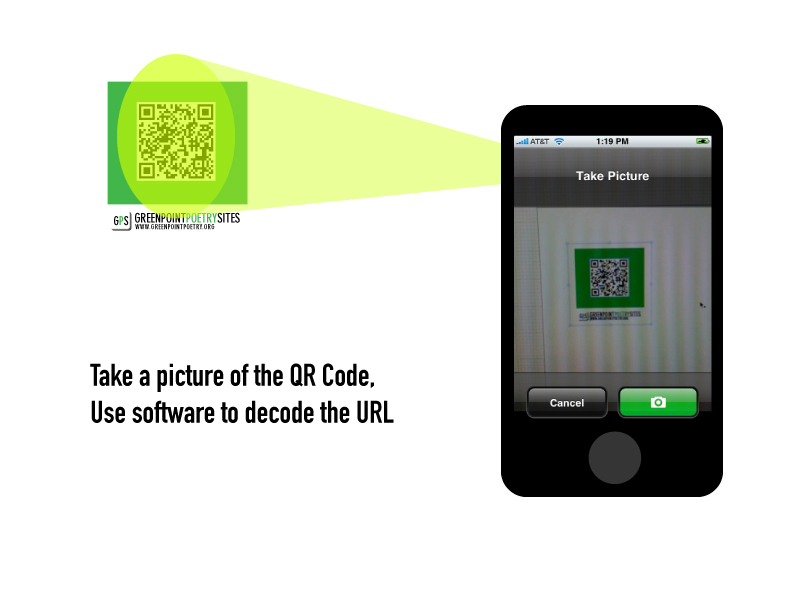 GPS GREENPOINTPOETRYSITES
WWW.GREENPOINTPOETRY.ORG
AT&T 1:19 PM
Take Picture
GREENPOINTPOETRYSITES
Take a picture of the QR Code,
Use software to decode the URL
Cancel